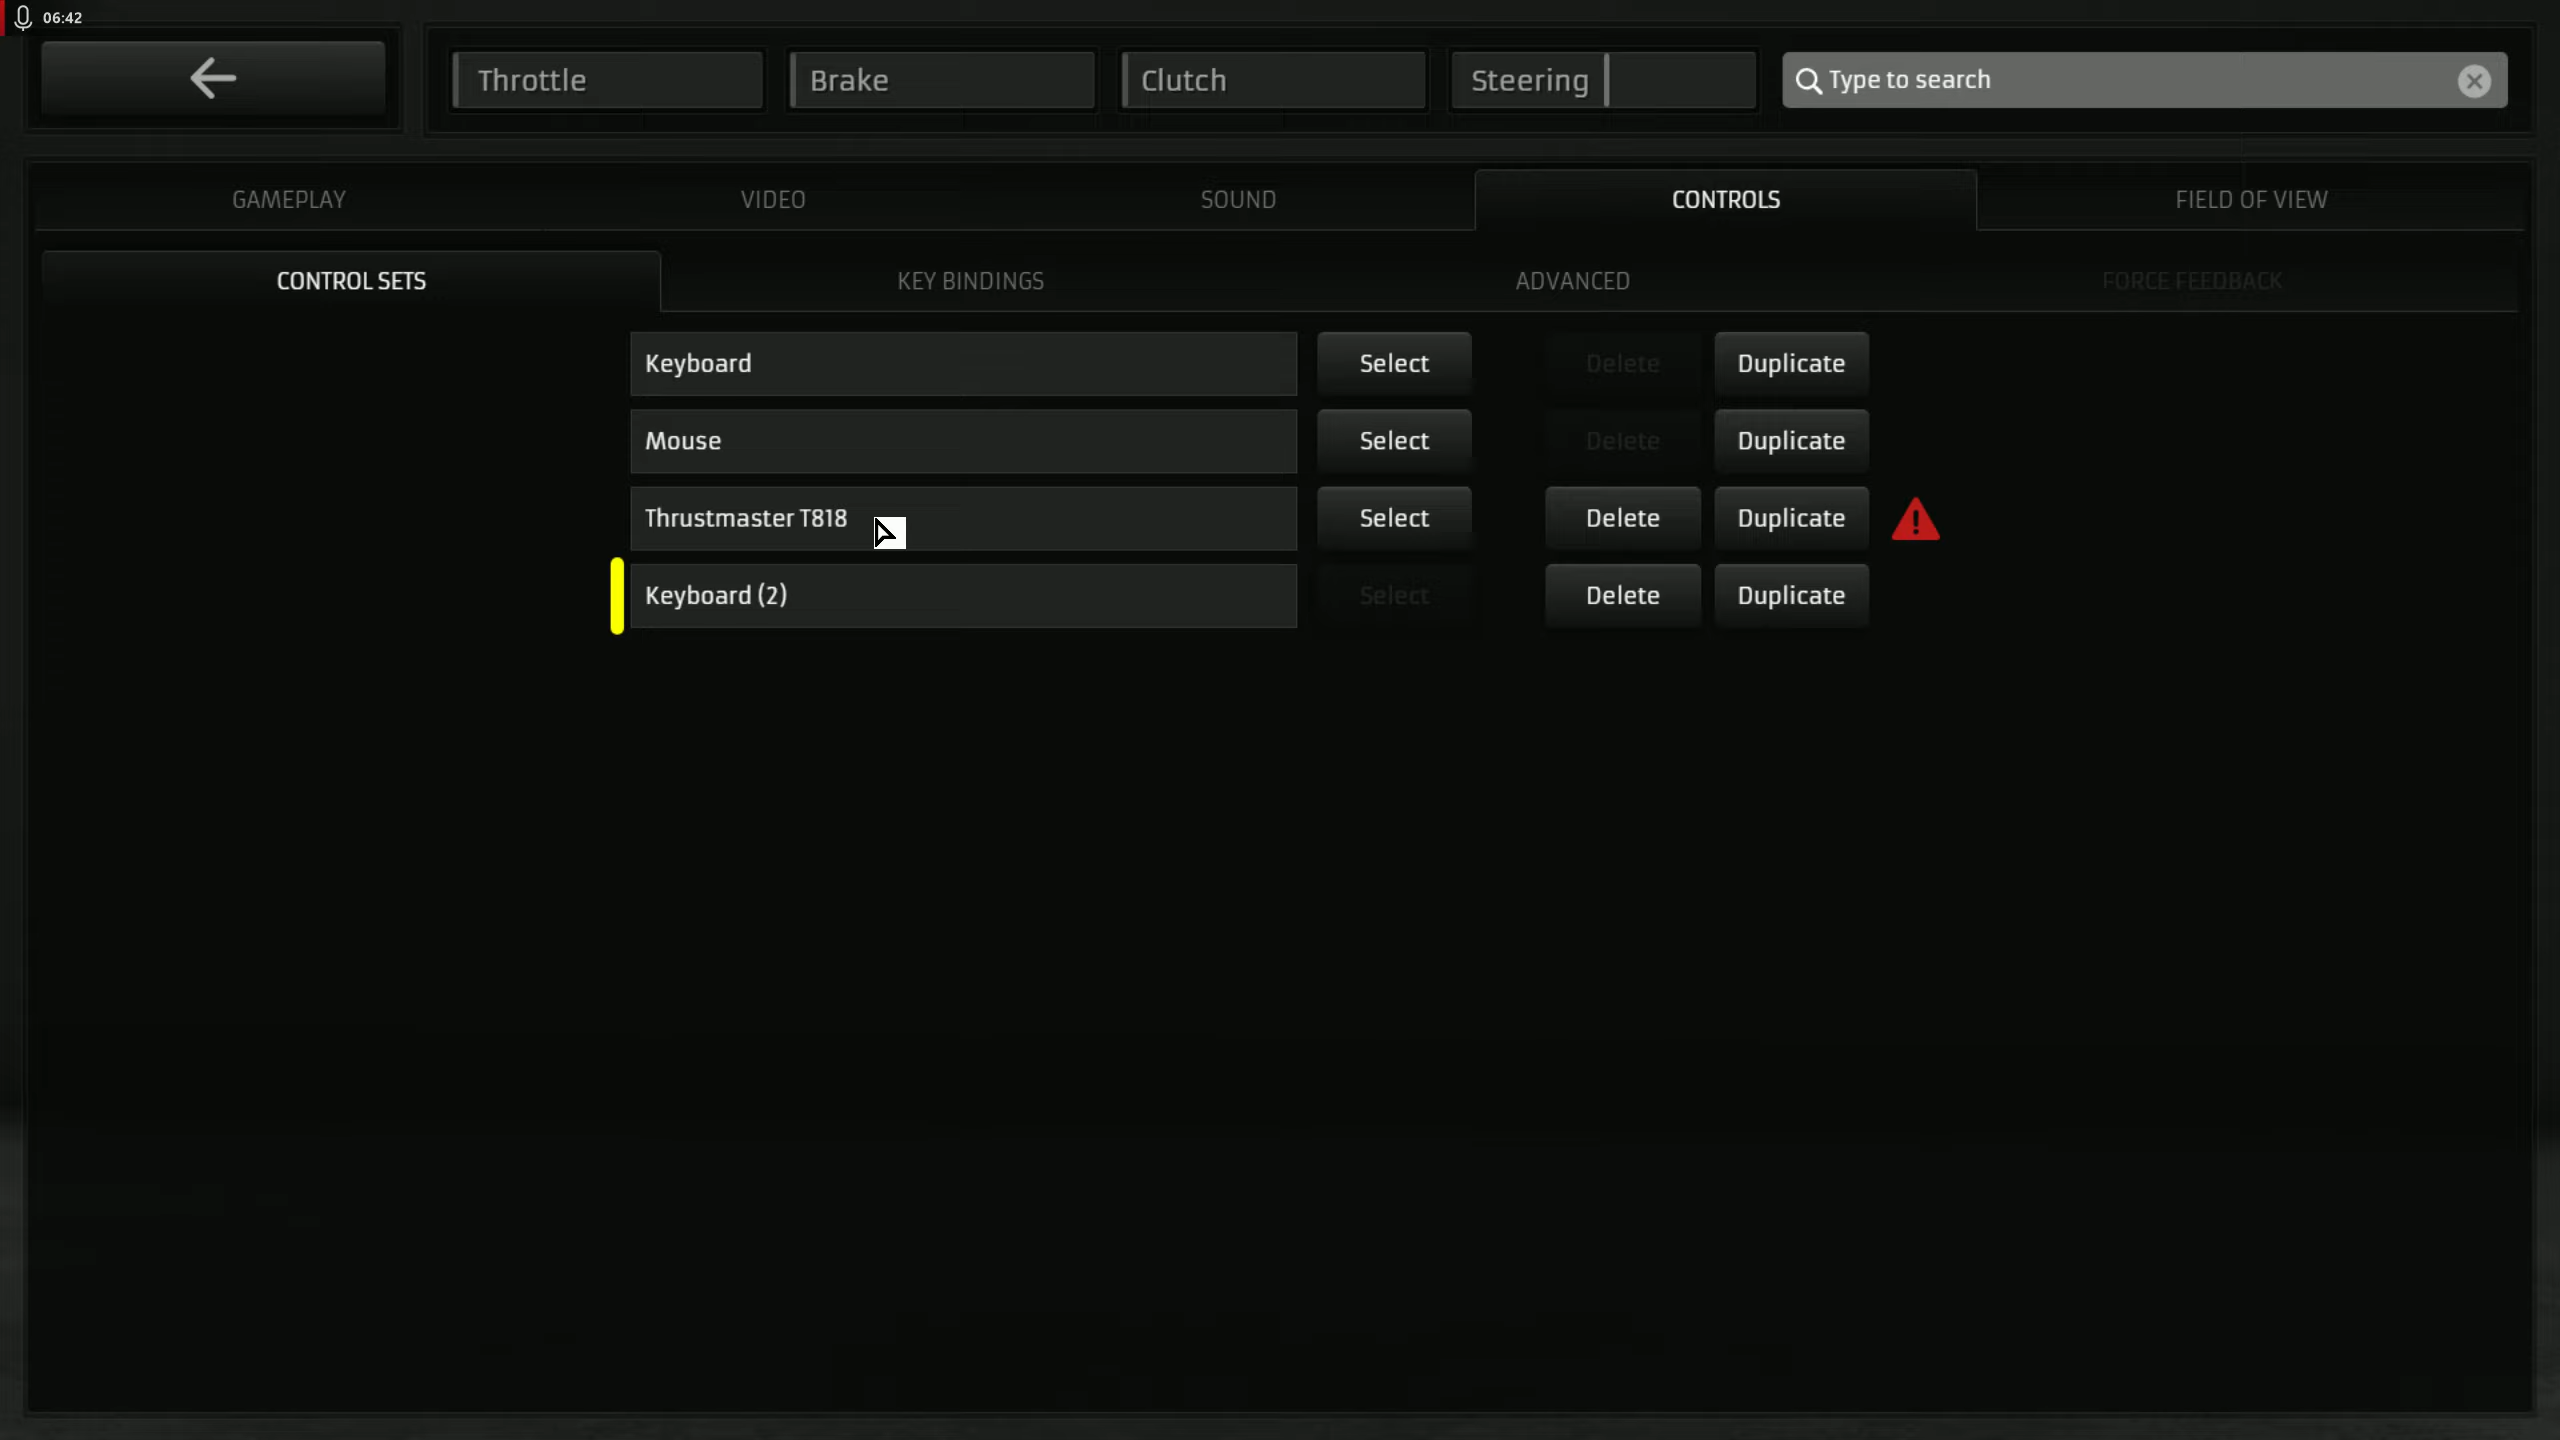 06:42
Throttle
Brake
Clutch
Steering
Type to search
GAMEPLAY
VIDEO
SOUND
CONTROLS
FIELD OF VIEW
CONTROL SETS
KEY BINDINGS
ADVANCED
FORCE FEEDBACK
Keyboard
Select
Delete
Duplicate
Mouse
Select
Delete
Duplicate
Thrustmaster T818
Select
Delete
Duplicate
Keyboard (2)
Select
Delete
Duplicate